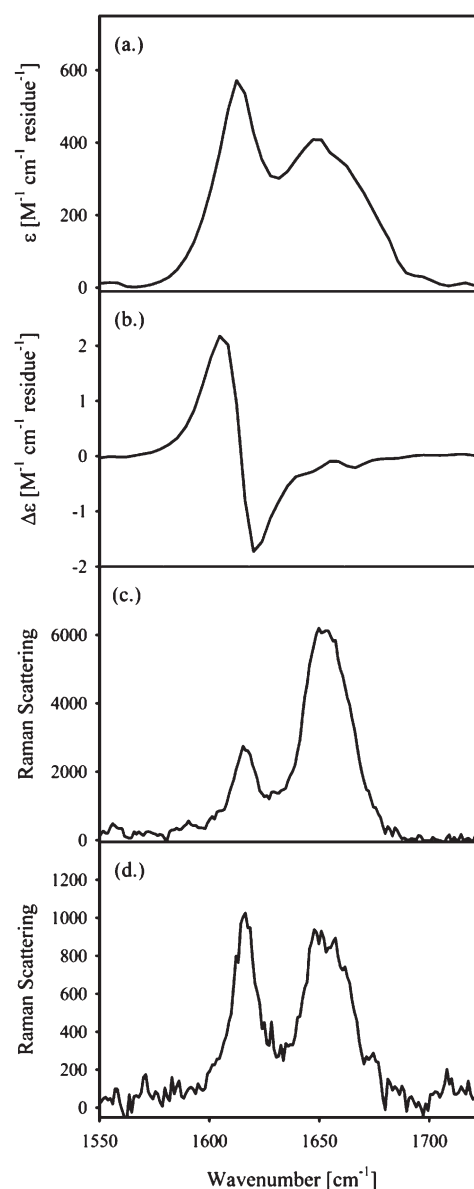 (a.)
600
400
200
0
ε [M⁻¹ cm⁻¹ residue⁻¹]
(b.)
2
1
0
-1
-2
Δε [M⁻¹ cm⁻¹ residue⁻¹]
(c.)
6000
4000
2000
0
Raman Scattering
(d.)
1200
1000
800
600
400
200
0
Raman Scattering
1550 1600 1650 1700
Wavenumber [cm⁻¹]